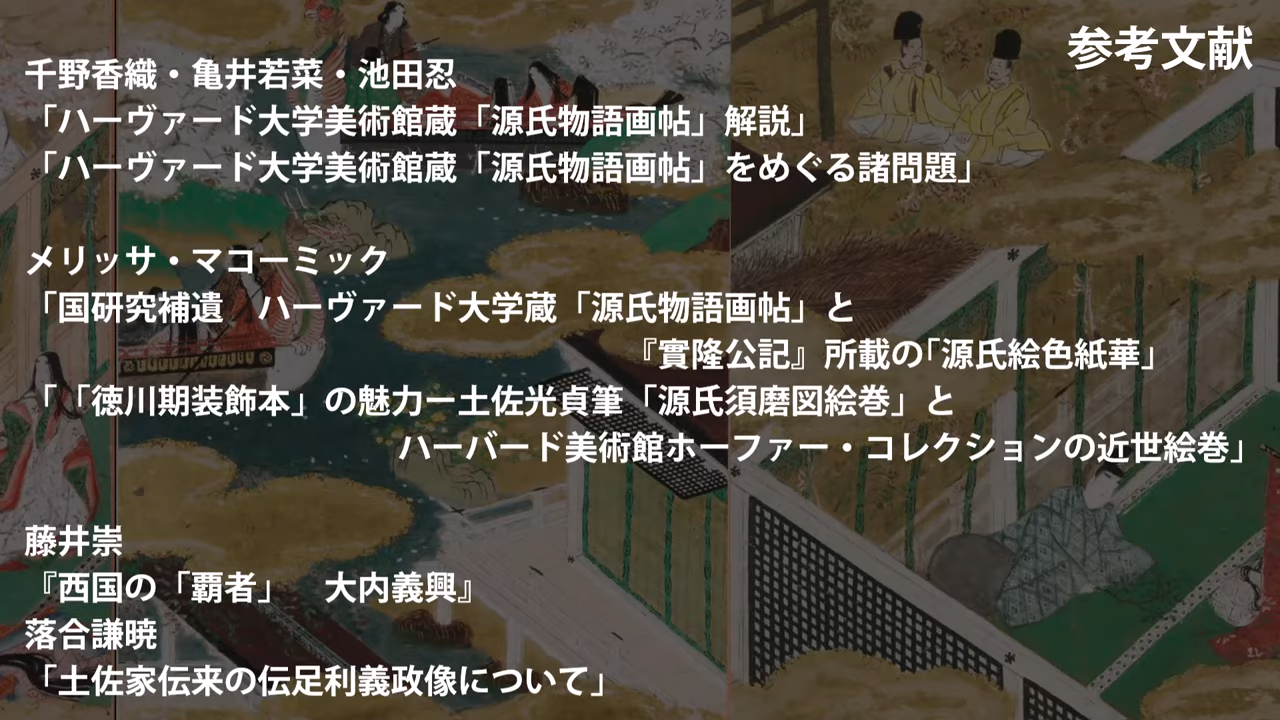 参考文献
千野香織・亀井若菜・池田忍
「ハーヴァード大学美術館蔵「源氏物語画帖」解説」
「ハーヴァード大学美術館蔵「源氏物語画帖」をめぐる諸問題」
メリッサ・マコーミック
「国研究補遺　ハーヴァード大学蔵「源氏物語画帖」と
『實隆公記』所載の「源氏絵色紙華」
「「徳川期装飾本」の魅力ー土佐光貞筆「源氏須磨図絵巻」と
ハーバード美術館ホーファー・コレクションの近世絵巻」
藤井崇
『西国の「覇者」　大内義興』
落合謙暁
「土佐家伝来の伝足利義政像について」